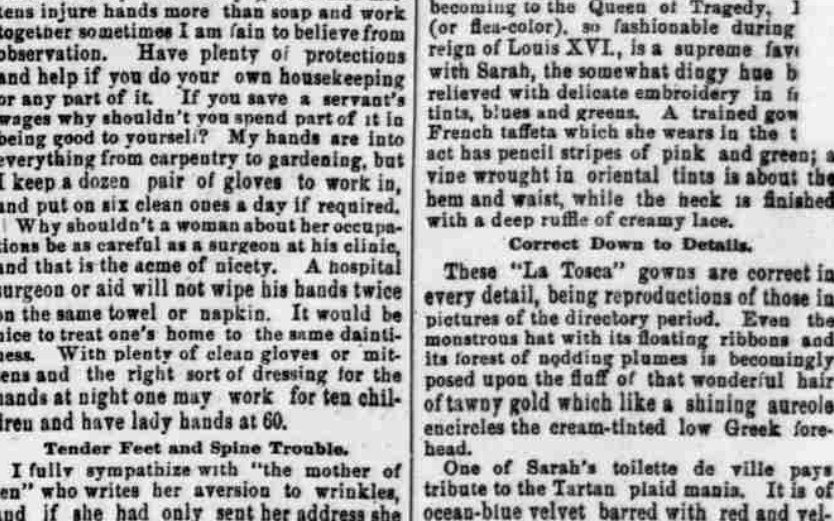 tens injure hands more than soap and work
together sometimes I am fain to believe from
observation. Have plenty of protections
and help if you do your own housekeeping
or any part of it. If you save a servant's
wages why shouldn't you spend part of it in
being good to yourself? My hands are into
everything from carpentry to gardening, but
I keep a dozen pair of gloves to work in,
and put on six clean ones a day if required.
Why shouldn't a woman about her occupa-
tions be as careful as a surgeon at his clinic,
and that is the acme of nicety. A hospital
surgeon or aid will not wipe his hands twice
on the same towel or napkin. It would be
nice to treat one's home to the same dainti-
ness. With plenty of clean gloves or mit-
tens and the right sort of dressing for the
hands at night one may work for ten chil-
dren and have lady hands at 60.
Tender Feet and Spine Trouble.
I fully sympathize with "the mother of
ten" who writes her aversion to wrinkles,
and if she had only sent her address she
becoming to the Queen of Tragedy.
(or flea-color), so fashionable during
reign of Louis XVI., is a supreme fav
with Sarah, the somewhat dingy hue b
relieved with delicate embroidery in
tints, blues and greens. A trained gow
French taffeta which she wears in the t
act has pencil stripes of pink and green; a
vine wrought in oriental tints is about the
hem and waist, while the neck is finished
with a deep ruffle of creamy lace.
Correct Down to Details.
These "La Tosca" gowns are correct in
every detail, being reproductions of those in
pictures of the directory period. Even the
monstrous hat with its floating ribbons and
its forest of nodding plumes is becomingly
posed upon the fluff of that wonderful hair
of tawny gold which like a shining aureole
encircles the cream-tinted low Greek fore-
head.
One of Sarah's toilette de ville pays
tribute to the Tartan plaid mania. It is of
ocean-blue velvet barred with red and yel-